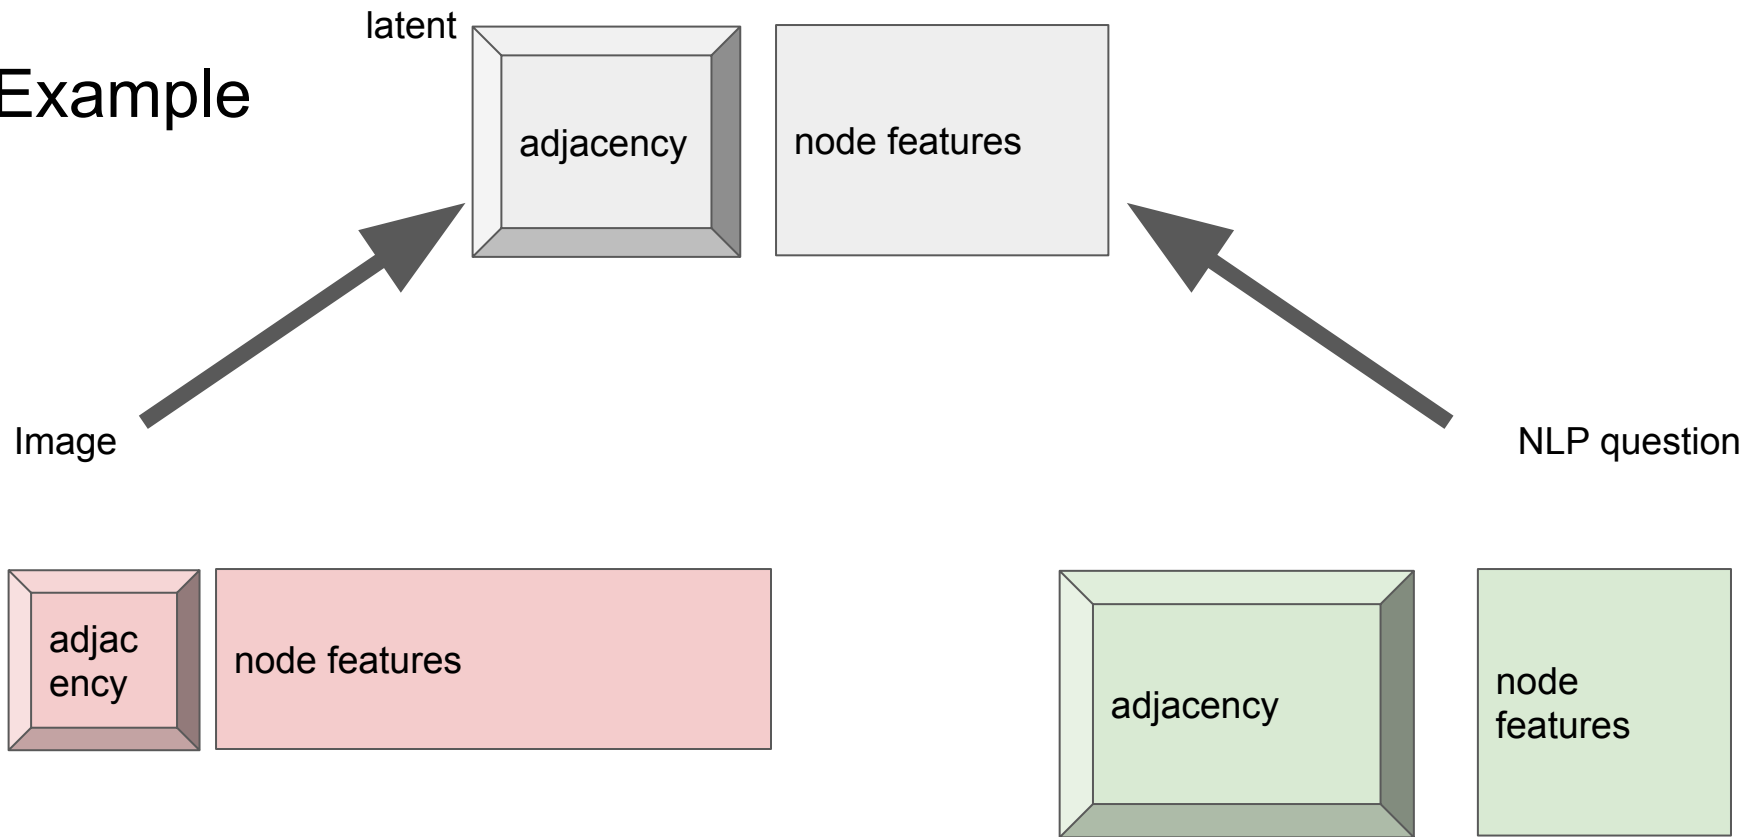 latent
Example
adjacency
node features
Image
NLP question
adjac
ency
node features
adjacency
node
features